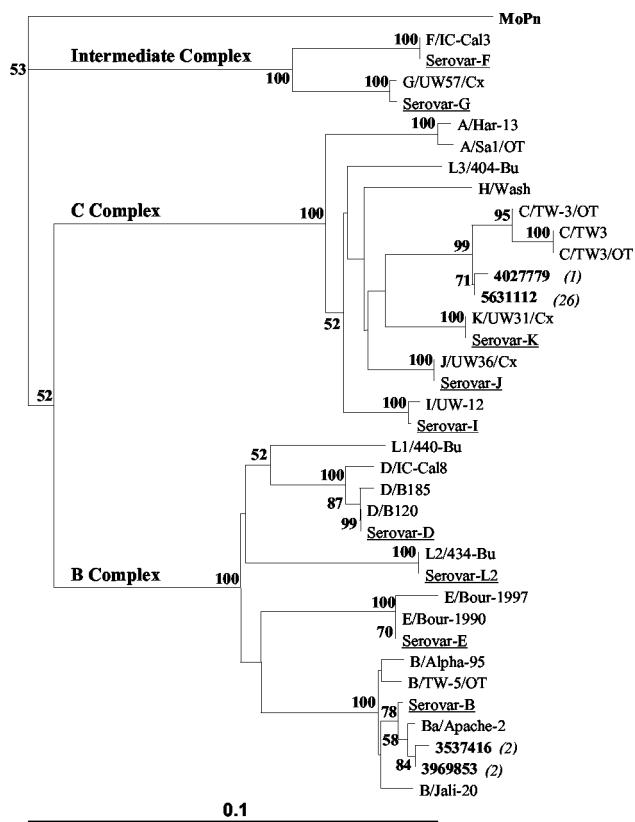 MoPn
100 F/IC-Cal3
53 Intermediate Complex
Serovar-F
100
100 G/UW57/Cx
Serovar-G
100 A/Har-13
A/Sa1/OT
L3/404-Bu
H/Wash
C Complex 100
95 C/TW-3/OT
100 C/TW3
99 C/TW3/OT
71 4027779 (1)
5631112 (26)
100 K/UW31/Cx
52
Serovar-K
100 J/UW36/Cx
Serovar-J
52 100 I/UW-12
Serovar-I
52 L1/440-Bu
100 D/IC-Cal8
87 D/B185
D/B120
99 Serovar-D
100 L2/434-Bu
B Complex 100 Serovar-L2
100 E/Bour-1997
E/Bour-1990
70 Serovar-E
B/Alpha-95
B/TW-5/OT
100 78 Serovar-B
Ba/Apache-2
58 3537416 (2)
84 3969853 (2)
B/Jali-20
0.1